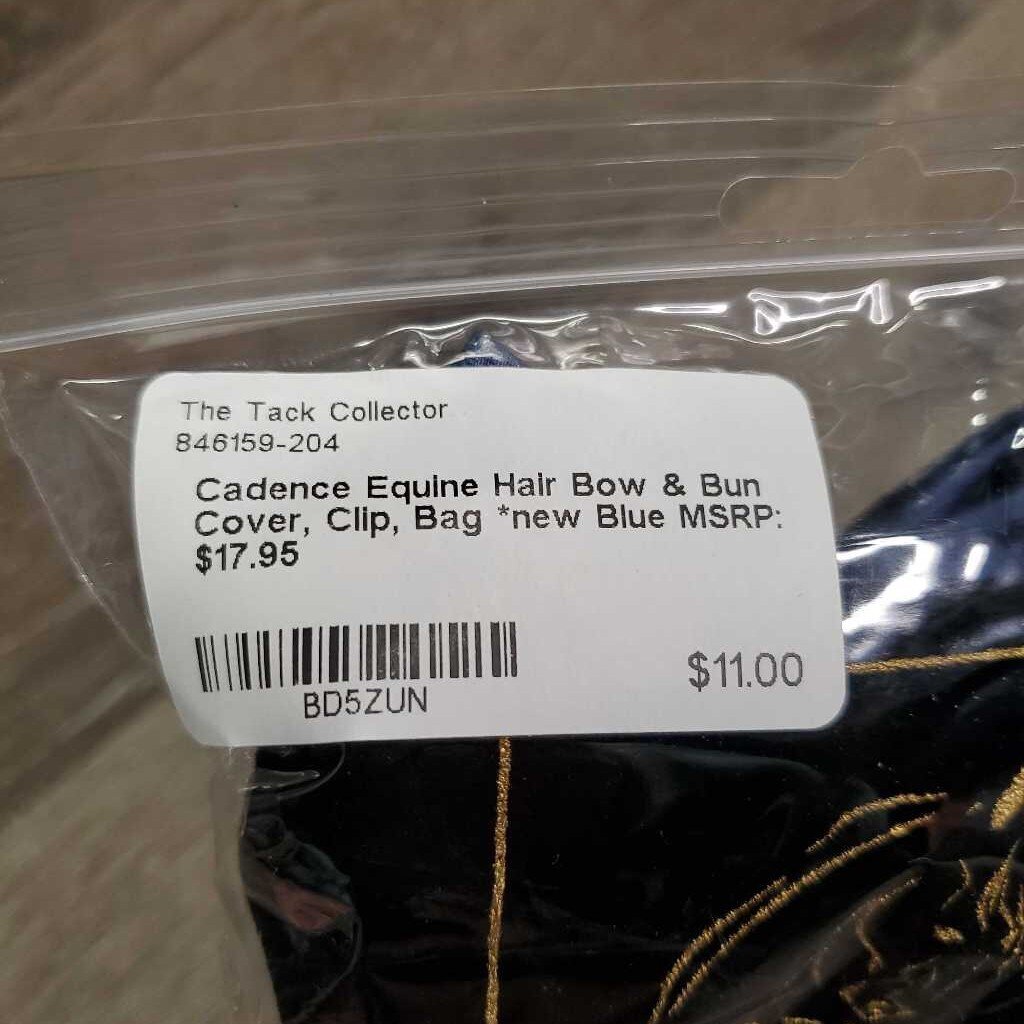 The Tack Collector
846159-204
Cadence Equine Hair Bow & Bun
Cover, Clip, Bag *new Blue MSRP:
$17.95
BD5ZUN
$11.00